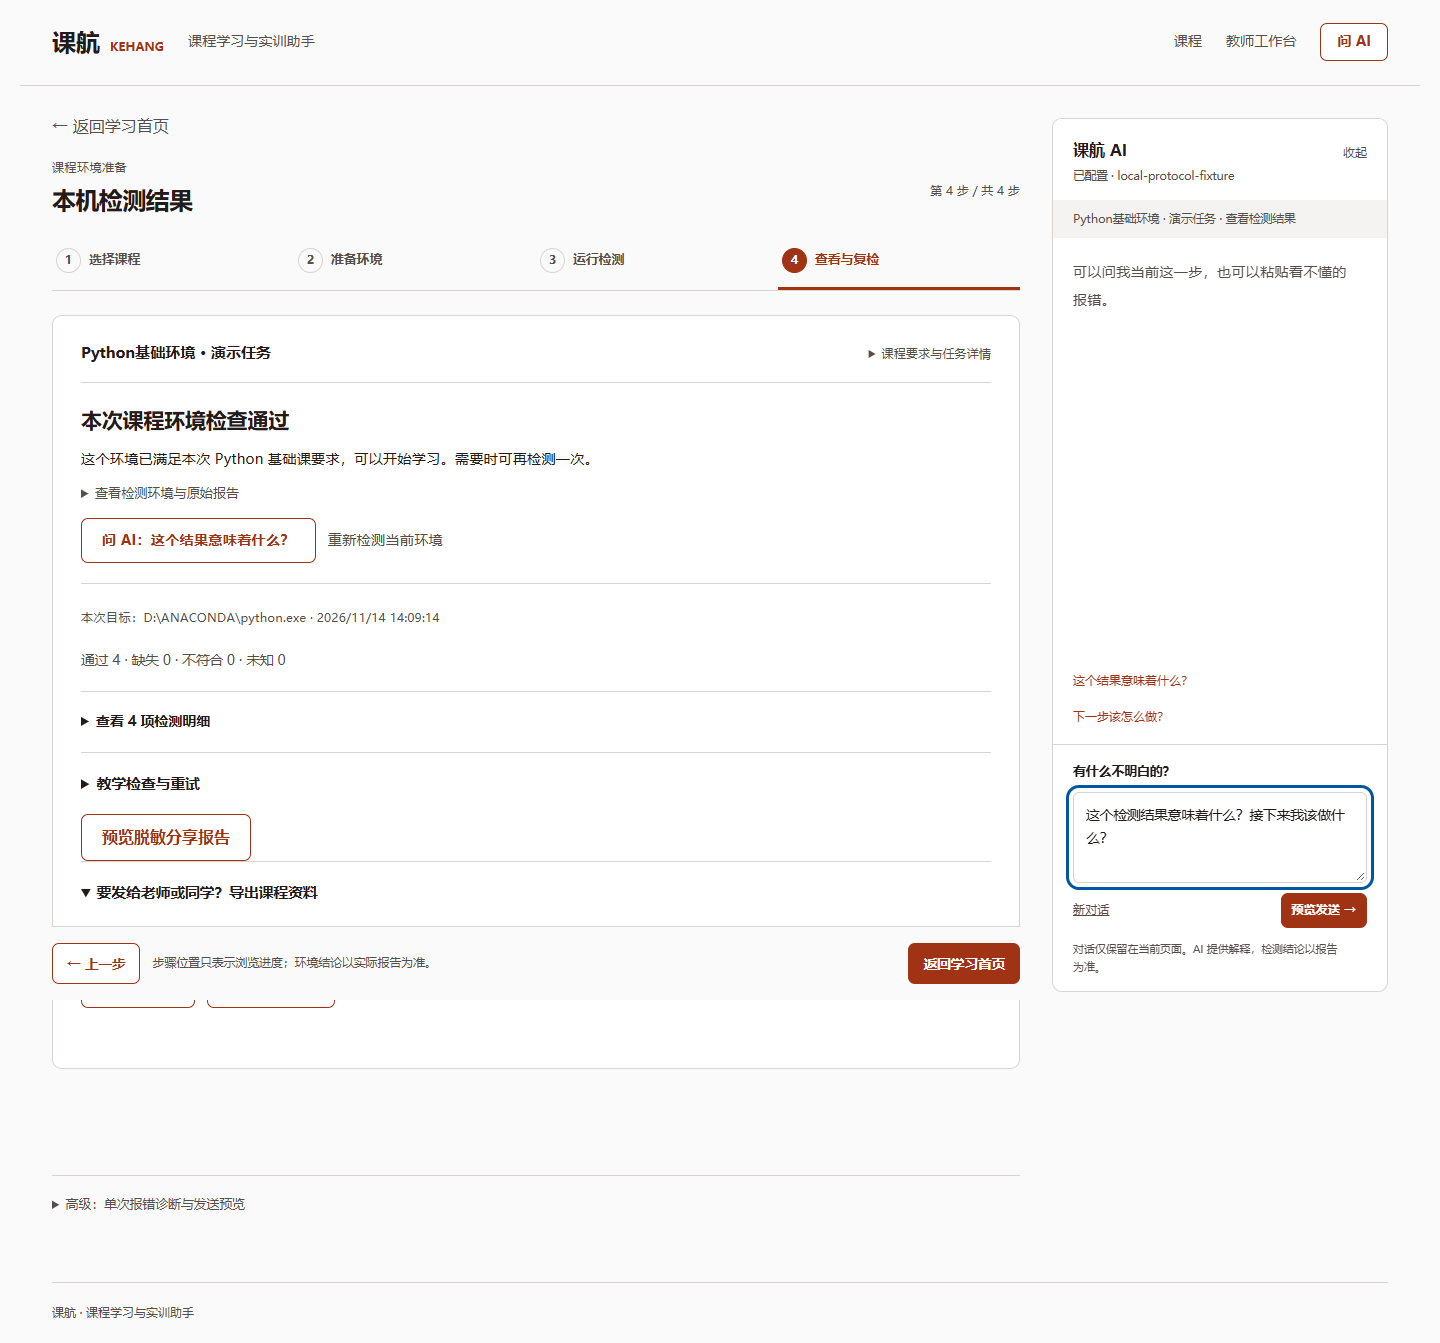 课航 KEHANG 课程学习与实训助手
课程 教师工作台 问 AI
← 返回学习首页
课程环境准备
本机检测结果
第 4 步 / 共 4 步
1 选择课程
2 准备环境
3 运行检测
4 查看与复检
Python基础环境 • 演示任务
▶ 课程要求与任务详情
本次课程环境检查通过
这个环境已满足本次 Python 基础课要求，可以开始学习。需要时可再检测一次。
▶ 查看检测环境与原始报告
问 AI：这个结果意味着什么？
重新检测当前环境
本次目标：D:\ANACONDA\python.exe · 2026/11/14 14:09:14
通过 4 · 缺失 0 · 不符合 0 · 未知 0
▶ 查看 4 项检测明细
▶ 教学检查与重试
预览脱敏分享报告
▼ 要发给老师或同学？导出课程资料
← 上一步
步骤位置只表示浏览进度；环境结论以实际报告为准。
返回学习首页
▶ 高级：单次报错诊断与发送预览
课航 · 课程学习与实训助手
课航 AI
收起
已配置 · local-protocol-fixture
Python基础环境 · 演示任务 · 查看检测结果
可以问我当前这一步，也可以粘贴看不懂的
报错。
这个结果意味着什么？
下一步该怎么做？
有什么不明白的？
这个检测结果意味着什么？接下来我该做什
么？
新对话
预览发送 →
对话仅保留在当前页面。AI 提供解释，检测结论以报告
为准。